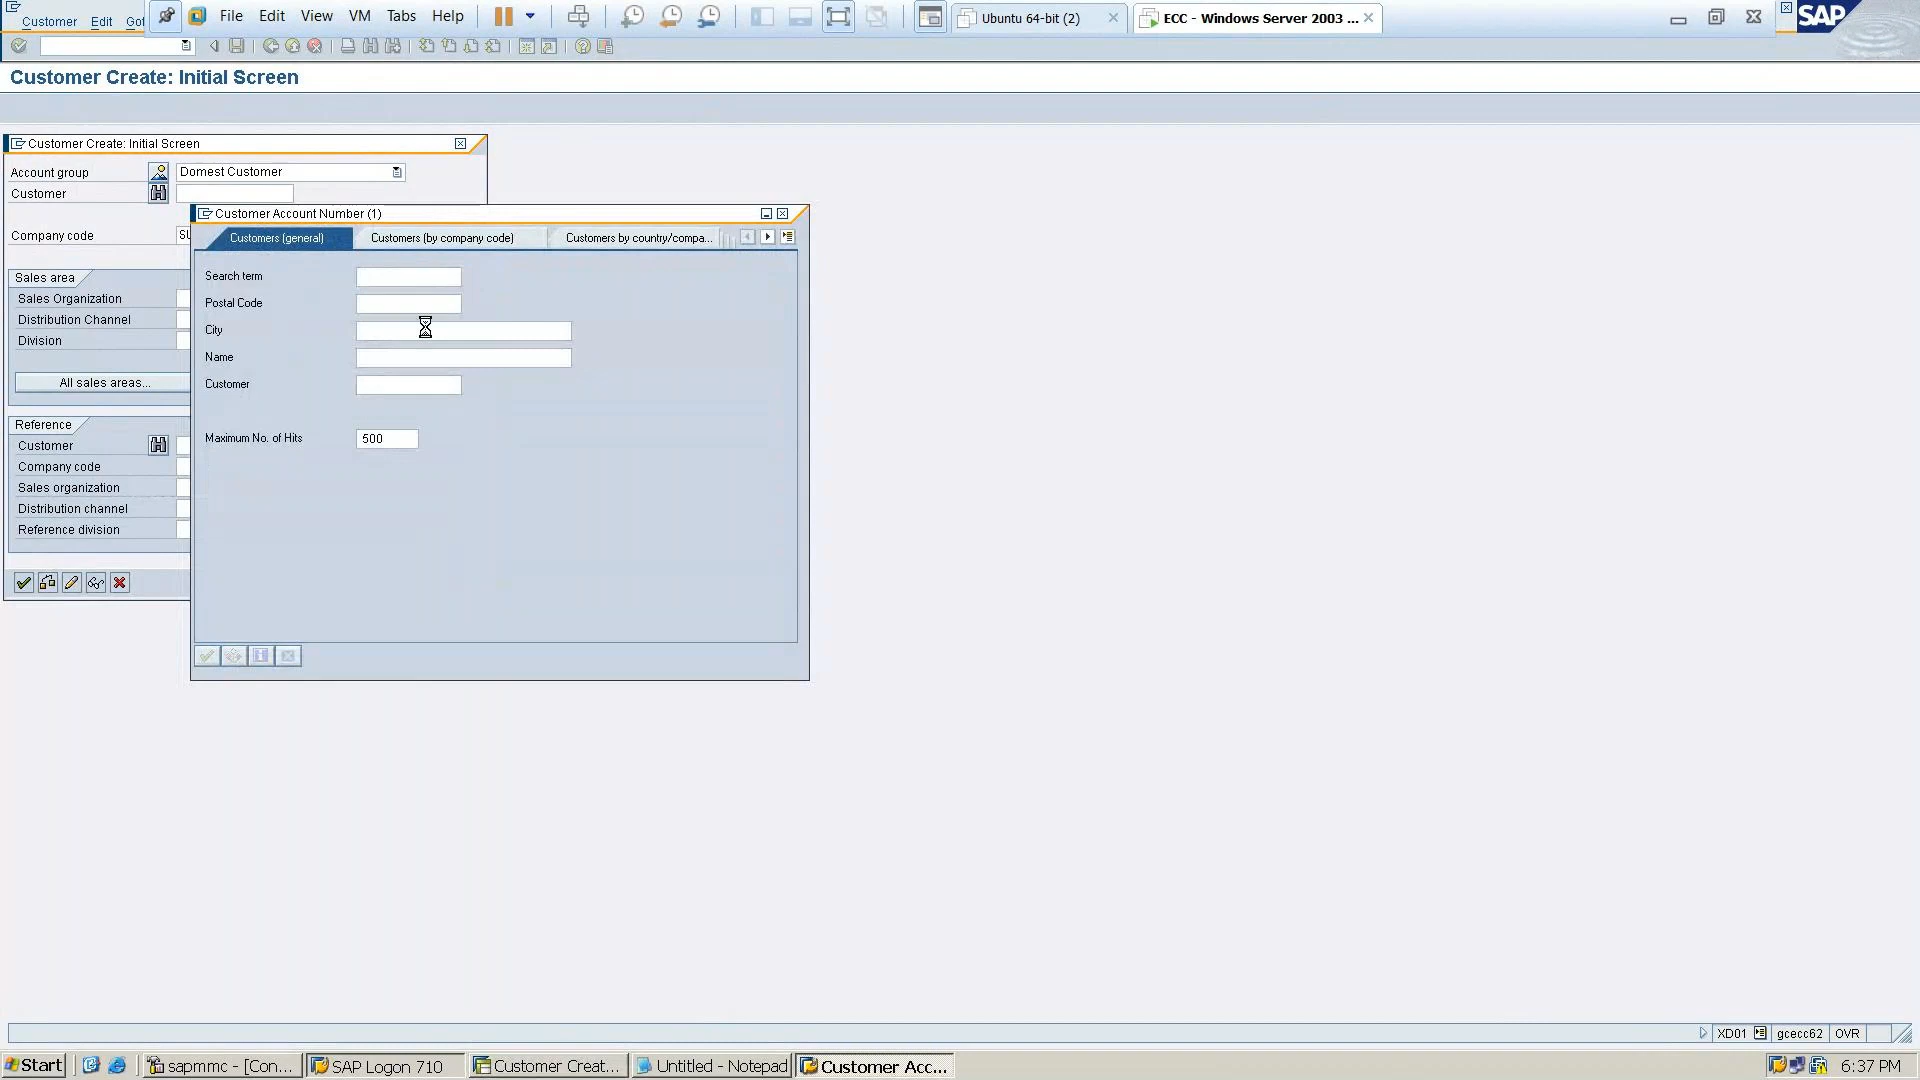 File Edit View VM Tabs Help
Ubuntu 64-bit (2)
ECC - Windows Server 2003 ...
Customer Edit
SAP
Customer Create: Initial Screen
Customer Create: Initial Screen
Account group
Domest Customer
Customer
Company code
Sales area
Sales Organization
Distribution Channel
Division
All sales areas...
Reference
Customer
Company code
Sales organization
Distribution channel
Reference division
Customer Account Number (1)
Customers (general)
Customers (by company code)
Customers by country/compa...
Search term
Postal Code
City
Name
Customer
Maximum No. of Hits
500
XD01
gcecc62
OVR
Start
sapmmc - [Con...
SAP Logon 710
Customer Creat...
Untitled - Notepad
Customer Acc...
6:37 PM